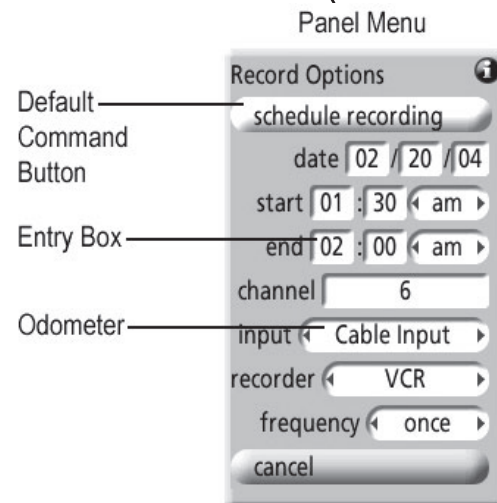 Panel Menu
Record Options
Default
Command
Button
schedule recording
date 02 / 20 / 04
start 01 : 30 am
Entry Box
end 02 : 00 am
channel 6
Odometer
input Cable Input
recorder VCR
frequency once
cancel